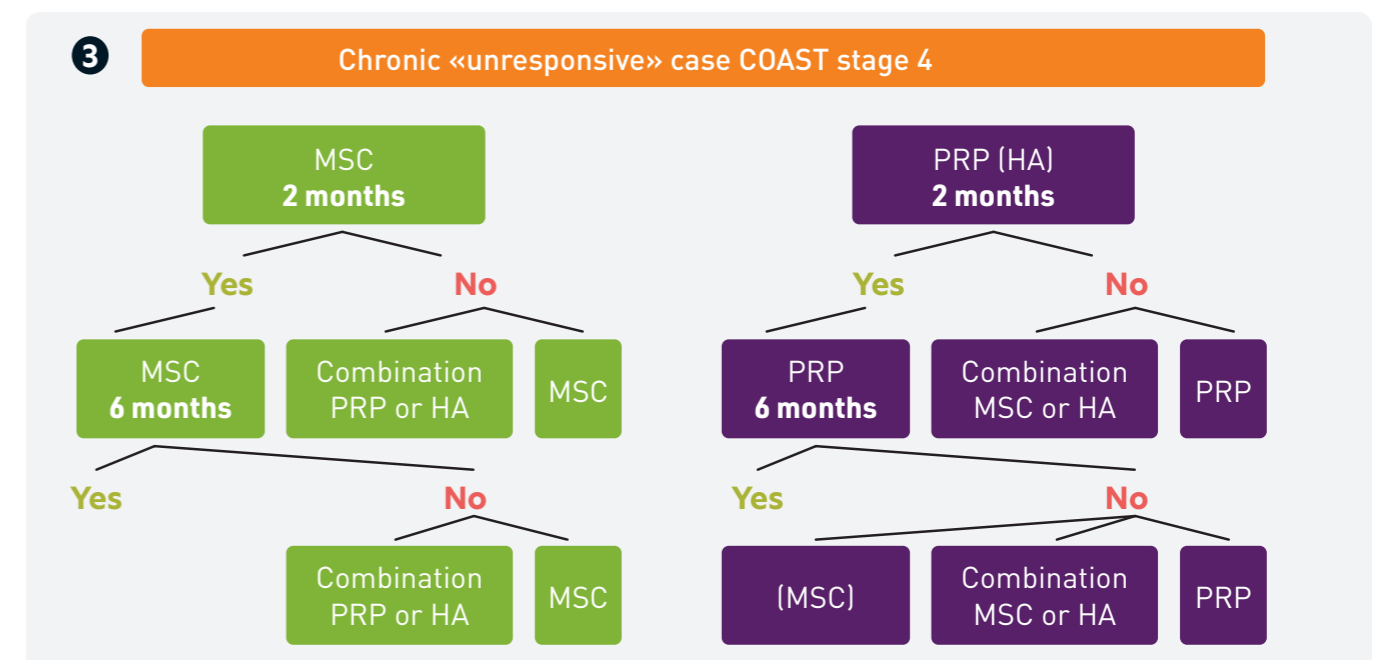 3
Chronic «unresponsive» case COAST stage 4
MSC
2 months
PRP (HA)
2 months
Yes
No
Yes
No
MSC
6 months
Combination
PRP or HA
MSC
PRP
6 months
Combination
MSC or HA
PRP
Yes
No
Yes
No
Combination
PRP or HA
MSC
(MSC)
Combination
MSC or HA
PRP